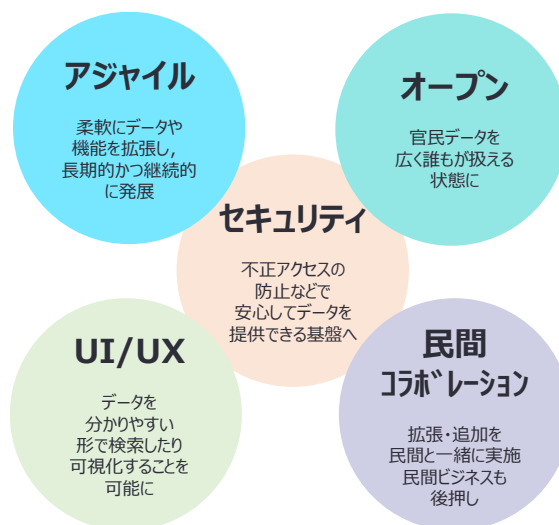 アジャイル
柔軟にデータや
機能を拡張し，
長期的かつ継続的
に発展
オープン
官民データを
広く誰もが扱える
状態に
セキュリティ
不正アクセスの
防止などで
安心してデータを
提供できる基盤へ
UI/UX
データを
分かりやすい
形で検索したり
可視化することを
可能に
民間
コラボレーション
拡張・追加を
民間と一緒に実施
民間ビジネスも
後押し